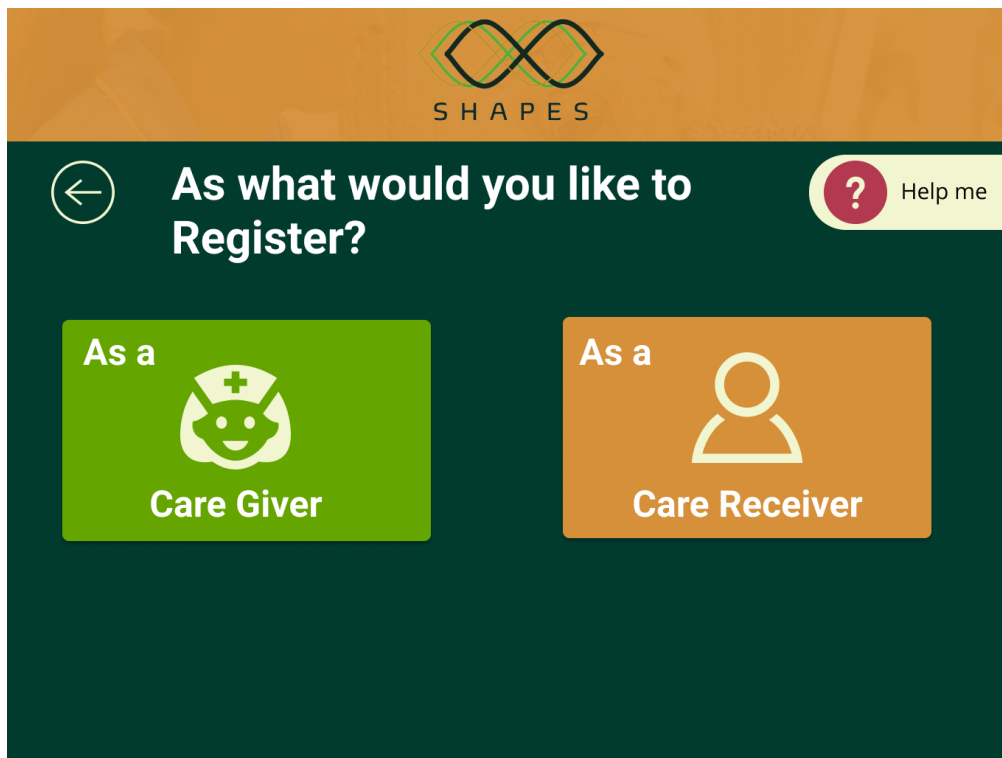 SHAPES
As what would you like to
Register?
? Help me
As a
Care Giver
As a
Care Receiver